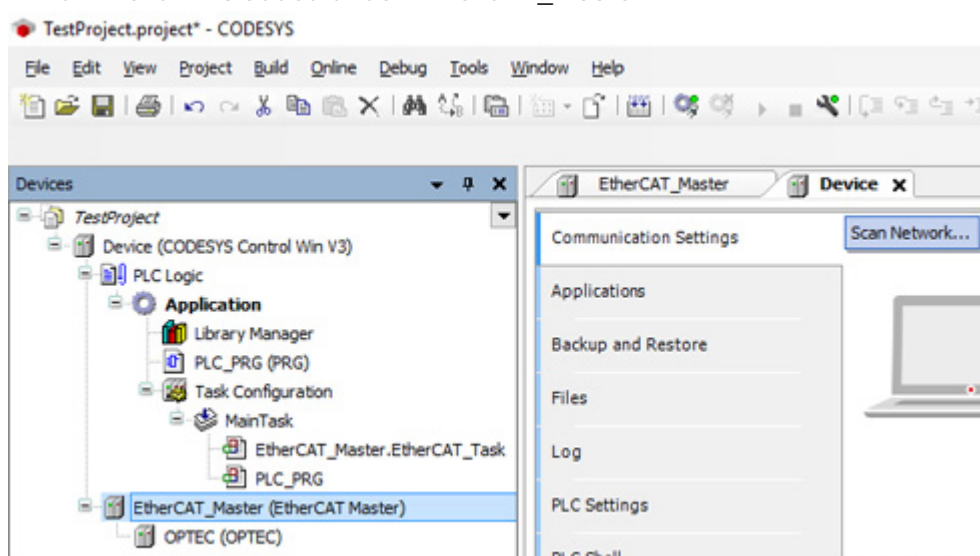 TestProject.project* - CODESYS
File Edit View Project Build Online Debug Tools Window Help
Devices
TestProject
Device (CODESYS Control Win V3)
PLC Logic
Application
Library Manager
PLC_PRG (PRG)
Task Configuration
MainTask
EtherCAT_Master.EtherCAT_Task
PLC_PRG
EtherCAT_Master (EtherCAT Master)
OPTEC (OPTEC)
EtherCAT_Master Device
Communication Settings
Scan Network...
Applications
Backup and Restore
Files
Log
PLC Settings
PLC Shell